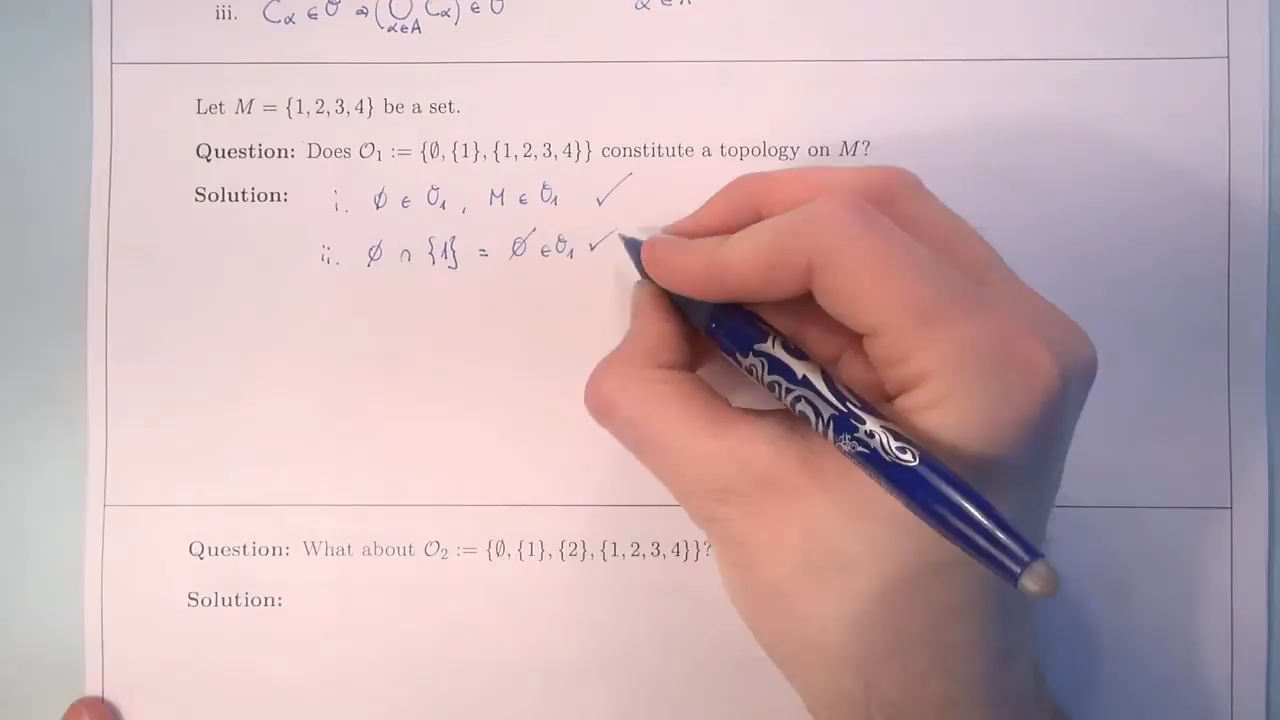 iii. C_α ∈ O ⇒ (⋃_{α∈A} C_α) ∈ O α ∈ A
Let M = {1, 2, 3, 4} be a set.
Question: Does O₁ := {∅, {1}, {1, 2, 3, 4}} constitute a topology on M?
Solution: i. ∅ ∈ O₁ , M ∈ O₁ ✓
ii. ∅ ∩ {1} = ∅ ∈ O₁ ✓
Question: What about O₂ := {∅, {1}, {2}, {1, 2, 3, 4}}?
Solution: